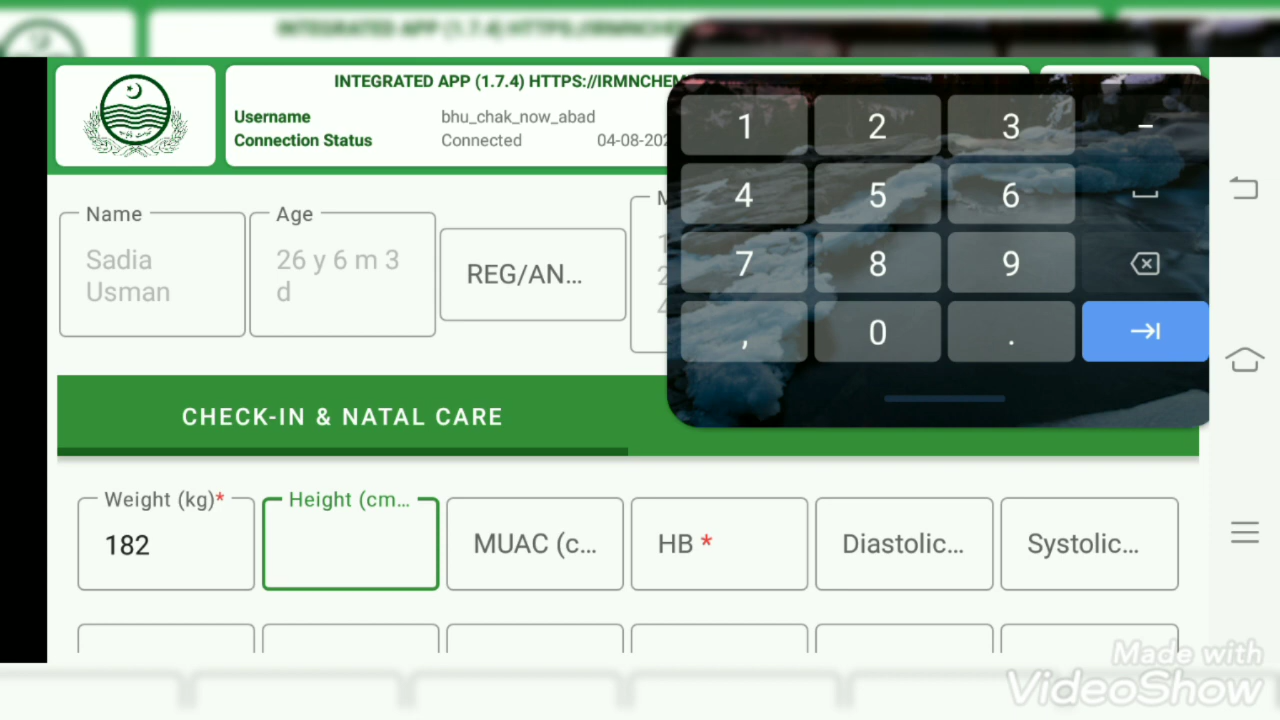 INTEGRATED APP (1.7.4) HTTPS://IRMNCHEM
Username bhu_chak_now_abad
Connection Status Connected 04-08-202
Name
Sadia
Usman
Age
26 y 6 m 3
d
REG/AN...
1 2 3 –
4 5 6
7 8 9
, 0 .
CHECK-IN & NATAL CARE
Weight (kg)*
182
Height (cm...
MUAC (c...
HB *
Diastolic...
Systolic...
Made with
VideoShow